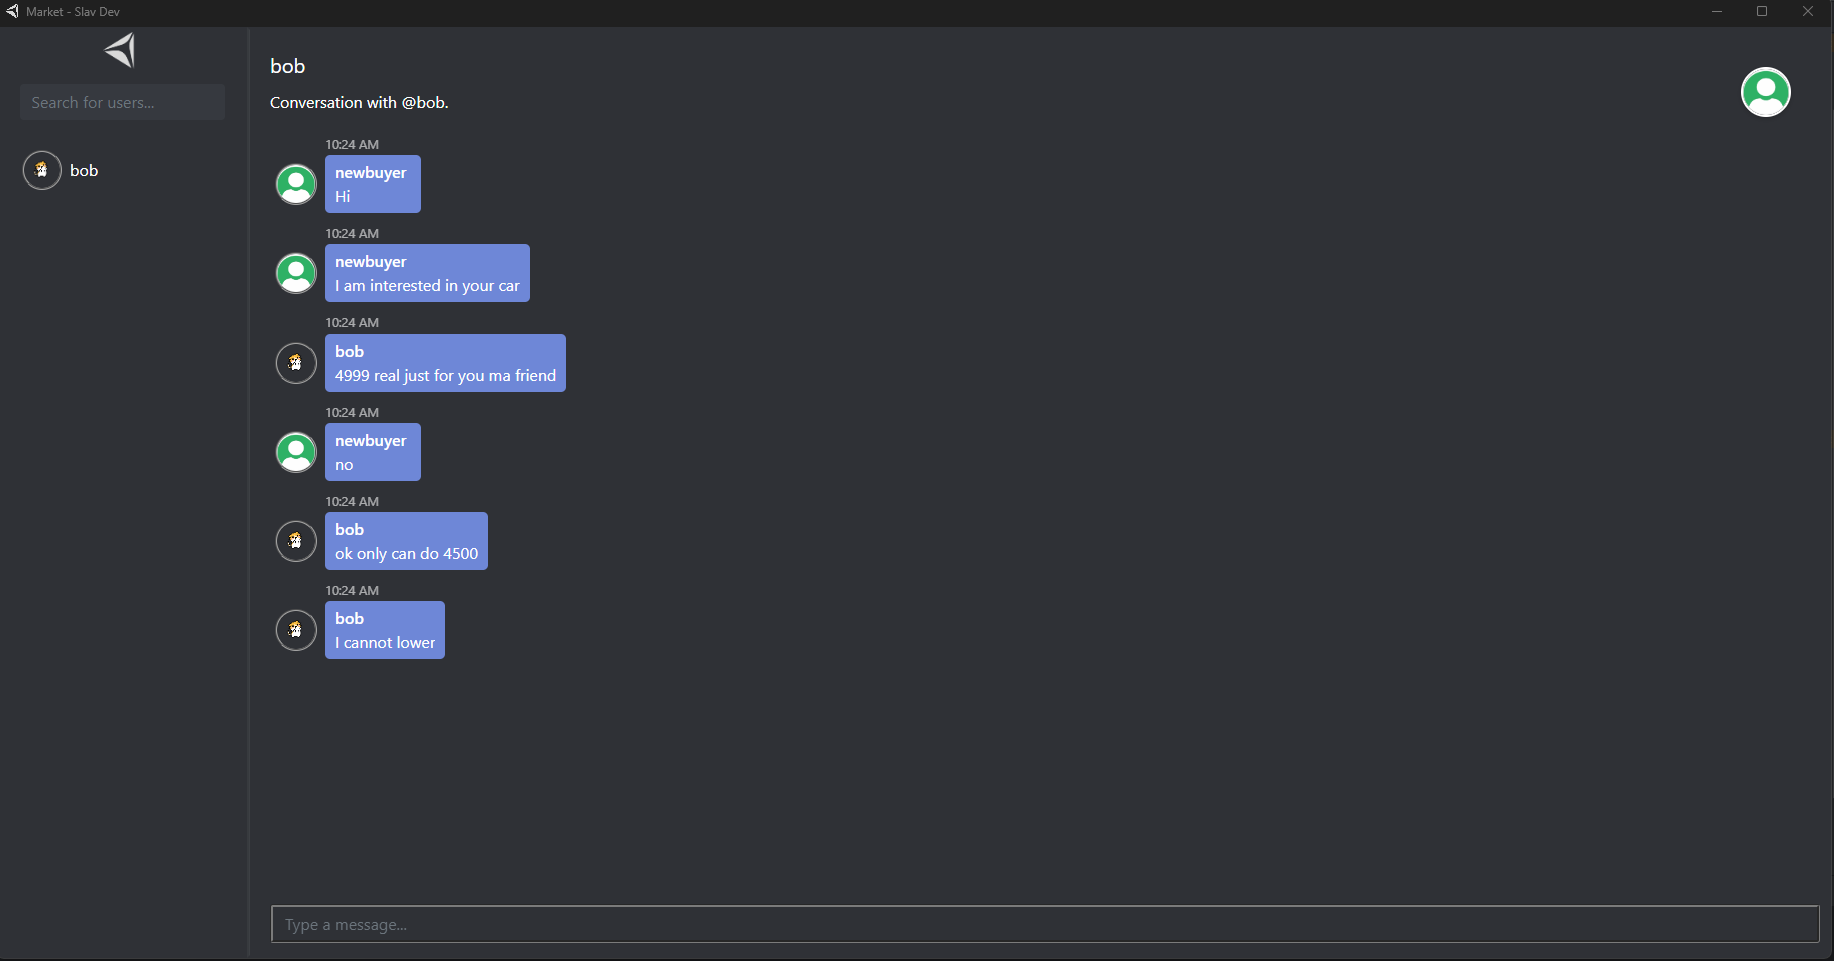 Market - Slav Dev
Search for users...
bob
bob
Conversation with @bob.
10:24 AM
newbuyer
Hi
10:24 AM
newbuyer
I am interested in your car
10:24 AM
bob
4999 real just for you ma friend
10:24 AM
newbuyer
no
10:24 AM
bob
ok only can do 4500
10:24 AM
bob
I cannot lower
Type a message...